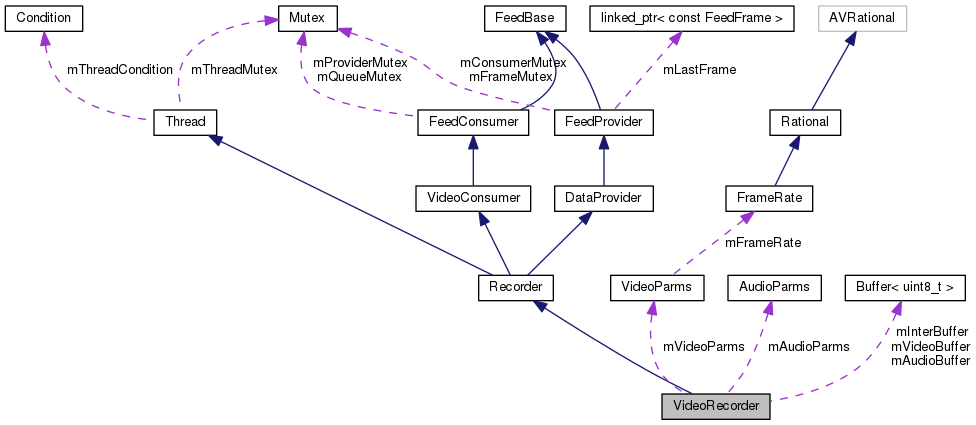 Condition
Mutex
FeedBase
linked_ptr< const FeedFrame >
AVRational
mThreadCondition
mThreadMutex
mProviderMutex
mQueueMutex
mConsumerMutex
mFrameMutex
mLastFrame
Thread
FeedConsumer
FeedProvider
Rational
VideoConsumer
DataProvider
FrameRate
mFrameRate
Recorder
VideoParms
AudioParms
Buffer< uint8_t >
mVideoParms
mAudioParms
mInterBuffer
mVideoBuffer
mAudioBuffer
VideoRecorder